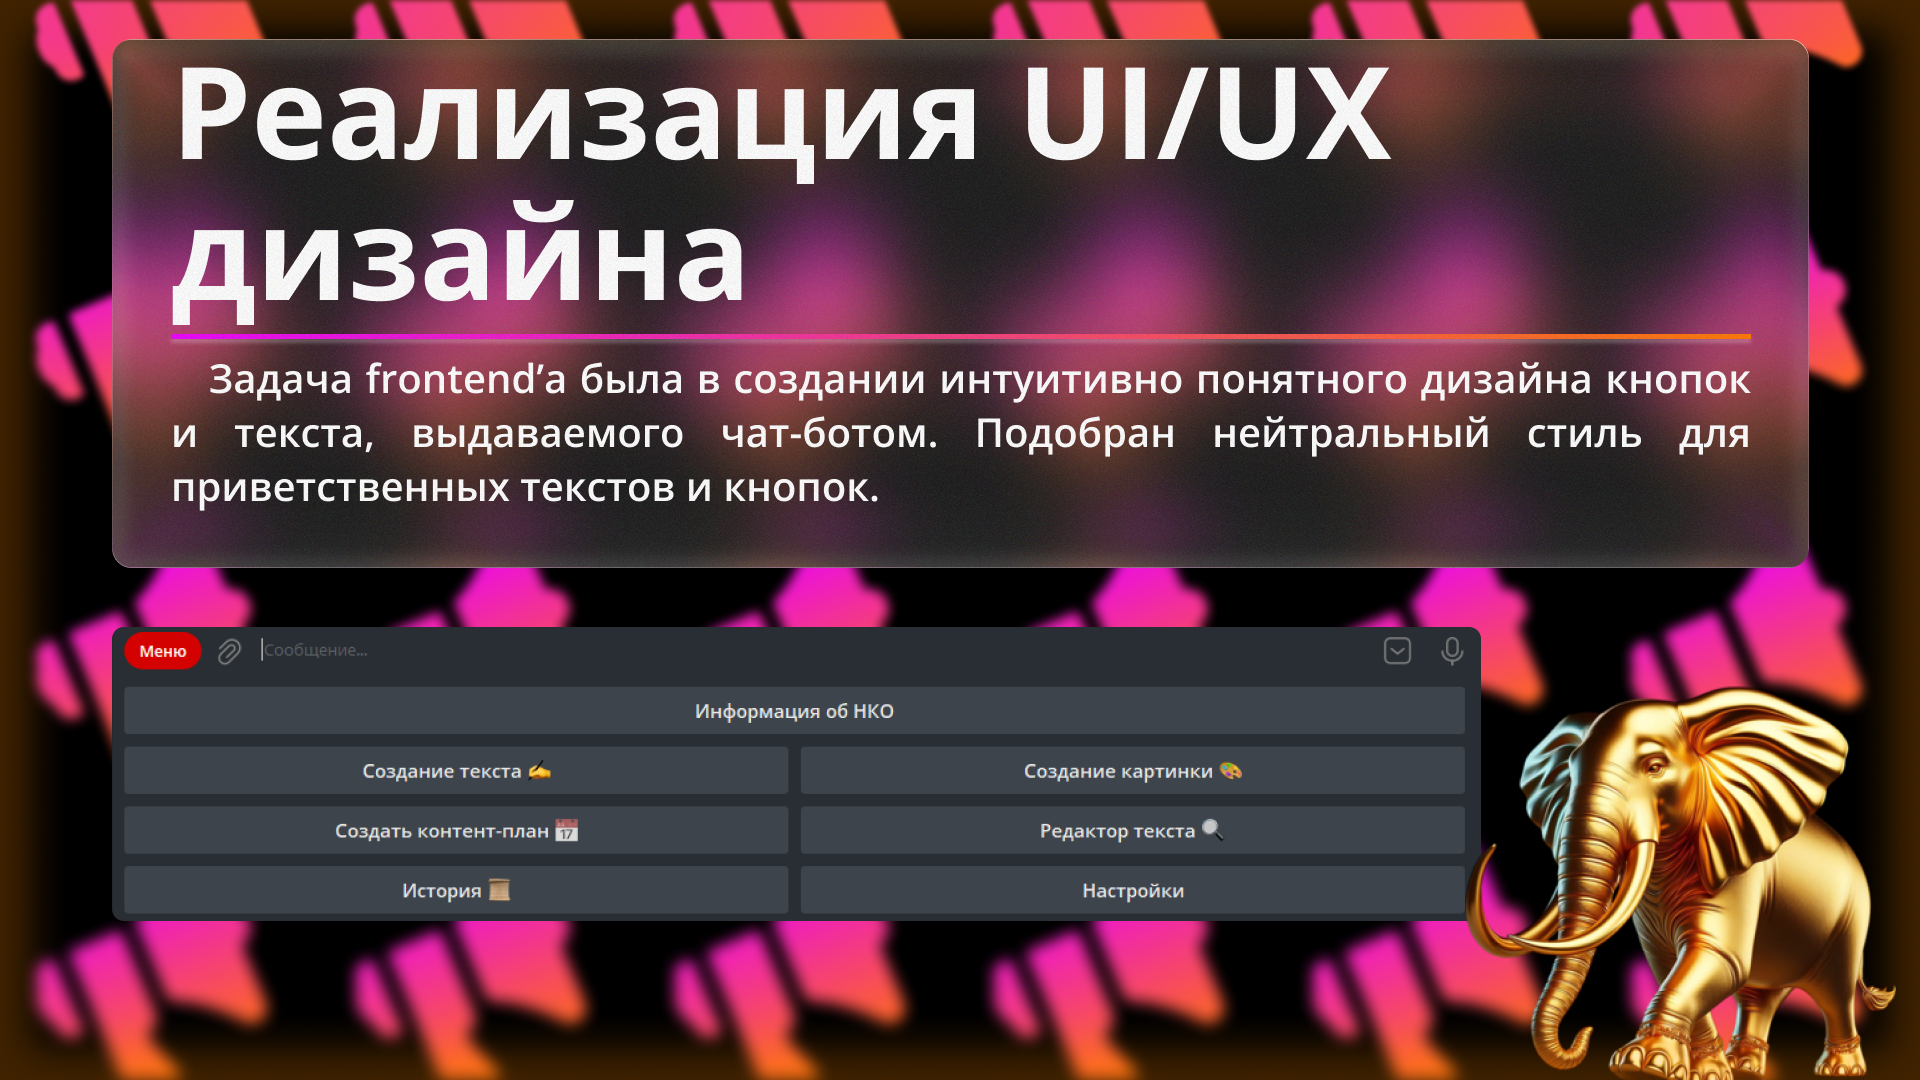 Реализация UI/UX
дизайна
Задача frontend’а была в создании интуитивно понятного дизайна кнопок
и текста, выдаваемого чат-ботом. Подобран нейтральный стиль для
приветственных текстов и кнопок.
Меню Сообщение...
Информация об НКО
Создание текста ✍ Создание картинки 🎨
Создать контент-план 📅 Редактор текста 🔍
История 📜 Настройки